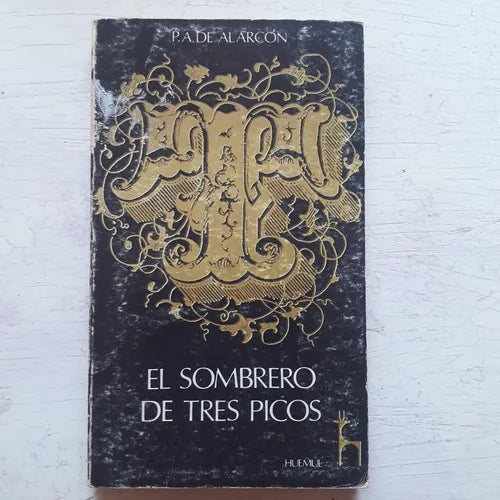 P.A. DE ALARCÓN
T
EL SOMBRERO
DE TRES PICOS
HUEMUL